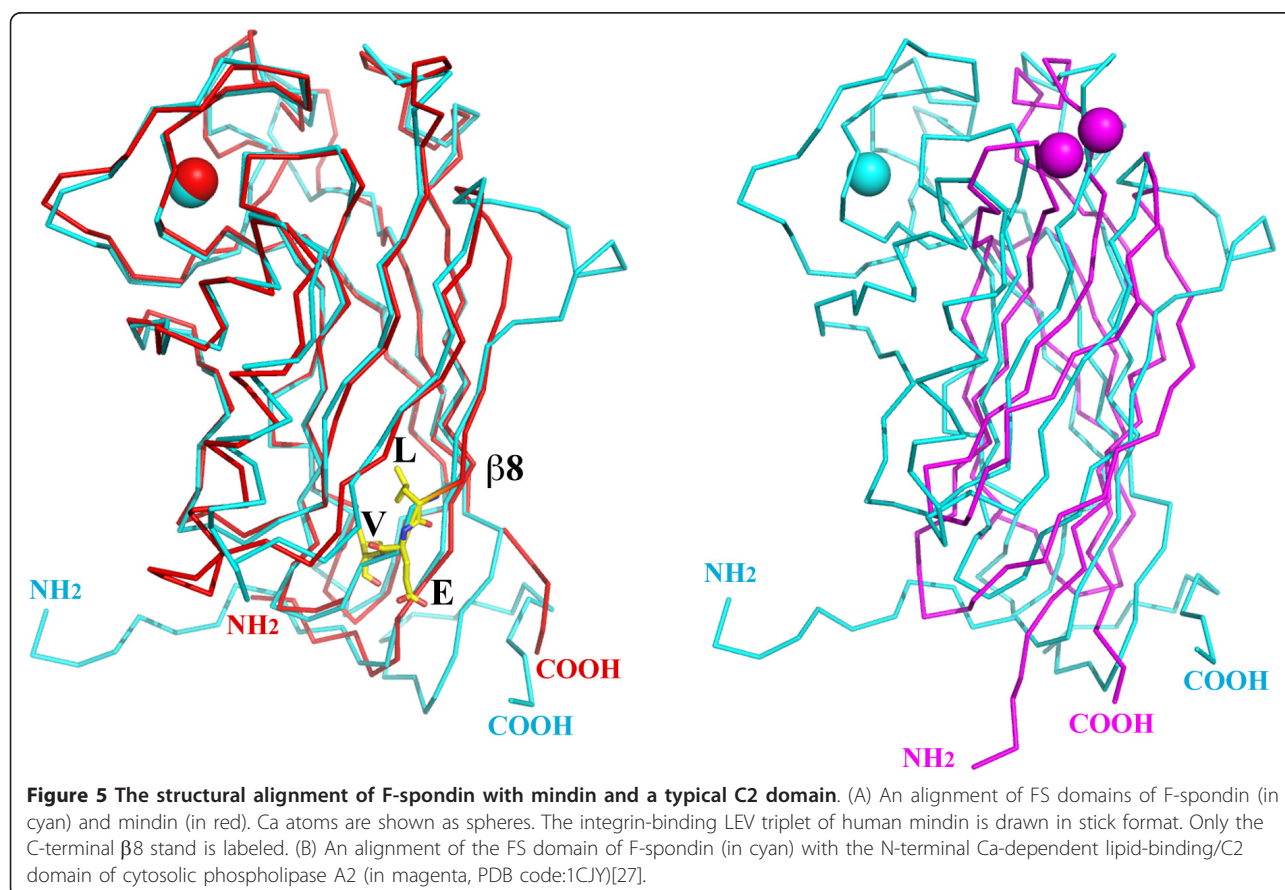 L
β8
V
E
NH2
NH2
COOH
COOH
NH2
COOH
COOH
NH2
Figure 5 The structural alignment of F-spondin with mindin and a typical C2 domain. (A) An alignment of FS domains of F-spondin (in
cyan) and mindin (in red). Ca atoms are shown as spheres. The integrin-binding LEV triplet of human mindin is drawn in stick format. Only the
C-terminal β8 stand is labeled. (B) An alignment of the FS domain of F-spondin (in cyan) with the N-terminal Ca-dependent lipid-binding/C2
domain of cytosolic phospholipase A2 (in magenta, PDB code:1CJY)[27].